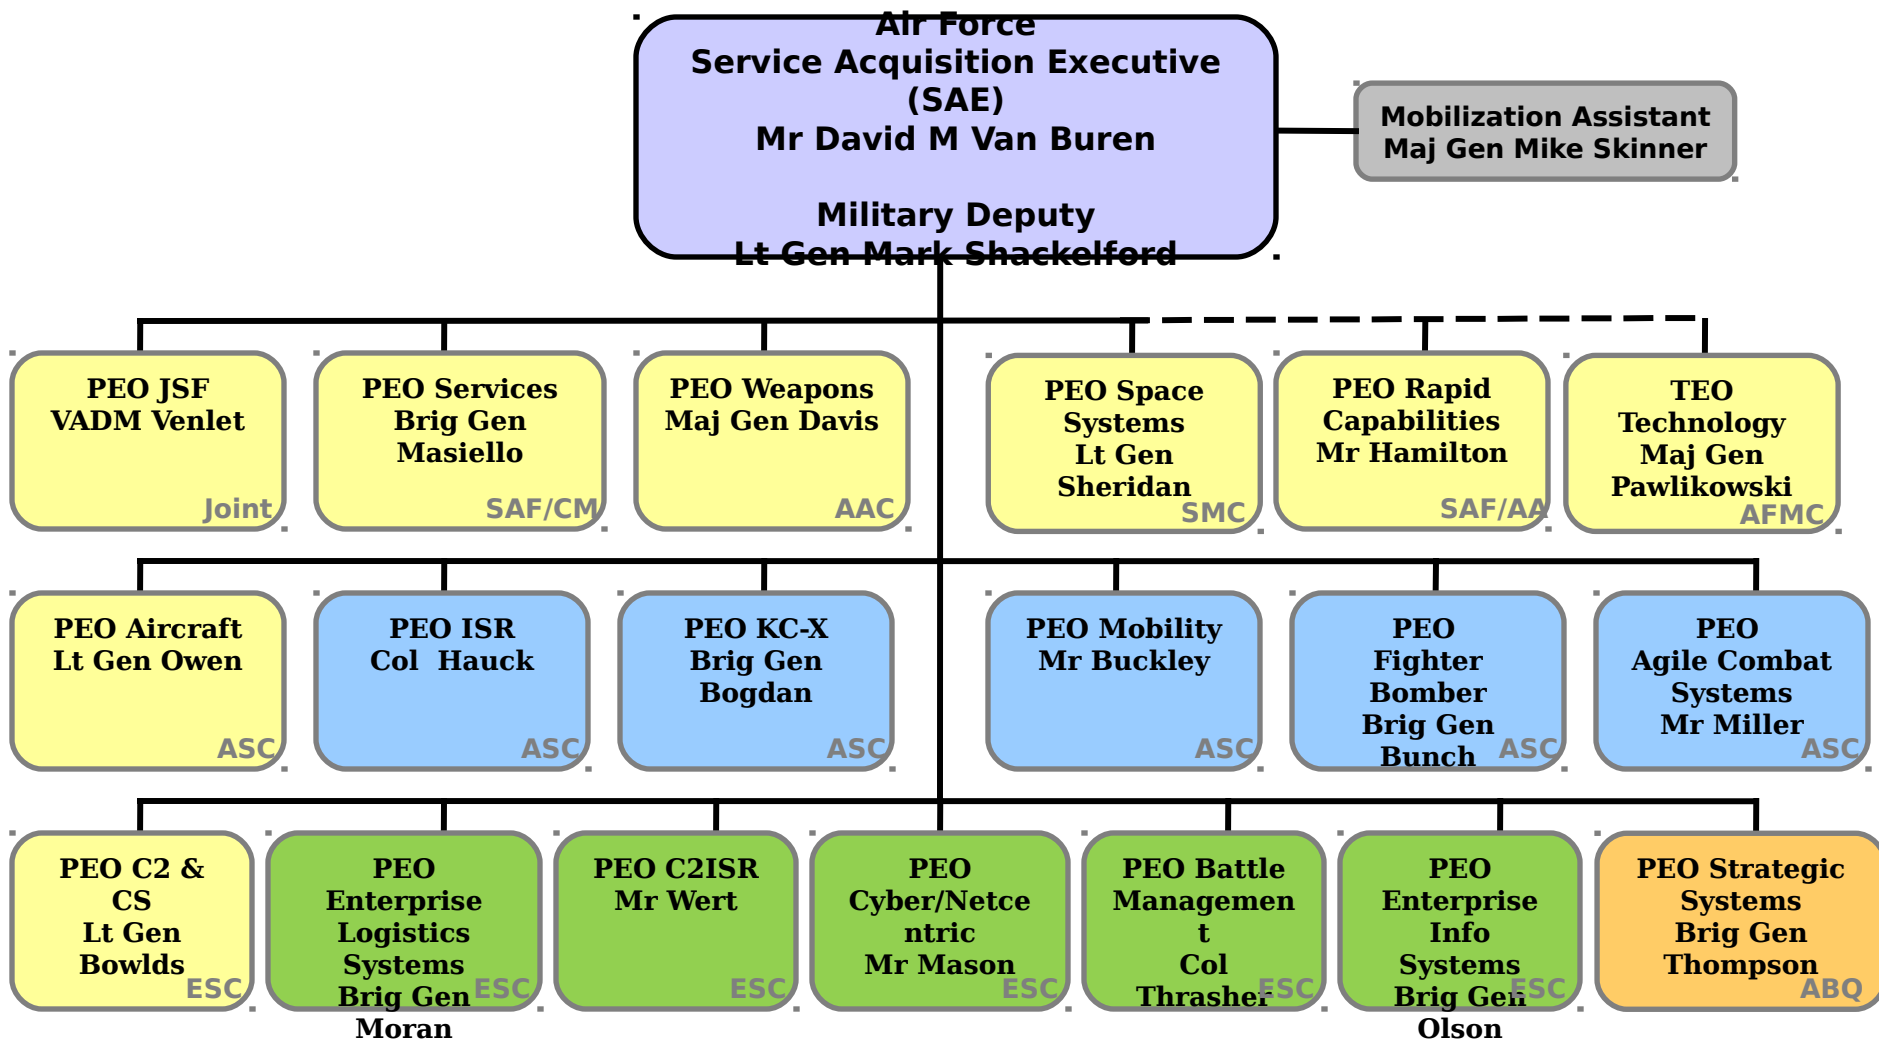 Air Force
Service Acquisition Executive
(SAE)
Mr David M Van Buren
Military Deputy
Lt Gen Mark Shackelford
Mobilization Assistant
Maj Gen Mike Skinner
PEO JSF
VADM Venlet
Joint
PEO Services
Brig Gen
Masiello
SAF/CM
PEO Weapons
Maj Gen Davis
AAC
PEO Space
Systems
Lt Gen
Sheridan
SMC
PEO Rapid
Capabilities
Mr Hamilton
SAF/AA
TEO
Technology
Maj Gen
Pawlikowski
AFMC
PEO Aircraft
Lt Gen Owen
ASC
PEO ISR
Col  Hauck
ASC
PEO KC-X
Brig Gen
Bogdan
ASC
PEO Mobility
Mr Buckley
ASC
PEO
Fighter
Bomber
Brig Gen
Bunch
ASC
PEO
Agile Combat
Systems
Mr Miller
ASC
PEO C2 &
CS
Lt Gen
Bowlds
ESC
PEO
Enterprise
Logistics
Systems
Brig Gen
Moran
ESC
PEO C2ISR
Mr Wert
ESC
PEO
Cyber/Netce
ntric
Mr Mason
ESC
PEO Battle
Managemen
t
Col
Thrasher
ESC
PEO
Enterprise
Info
Systems
Brig Gen
Olson
ESC
PEO Strategic
Systems
Brig Gen
Thompson
ABQ